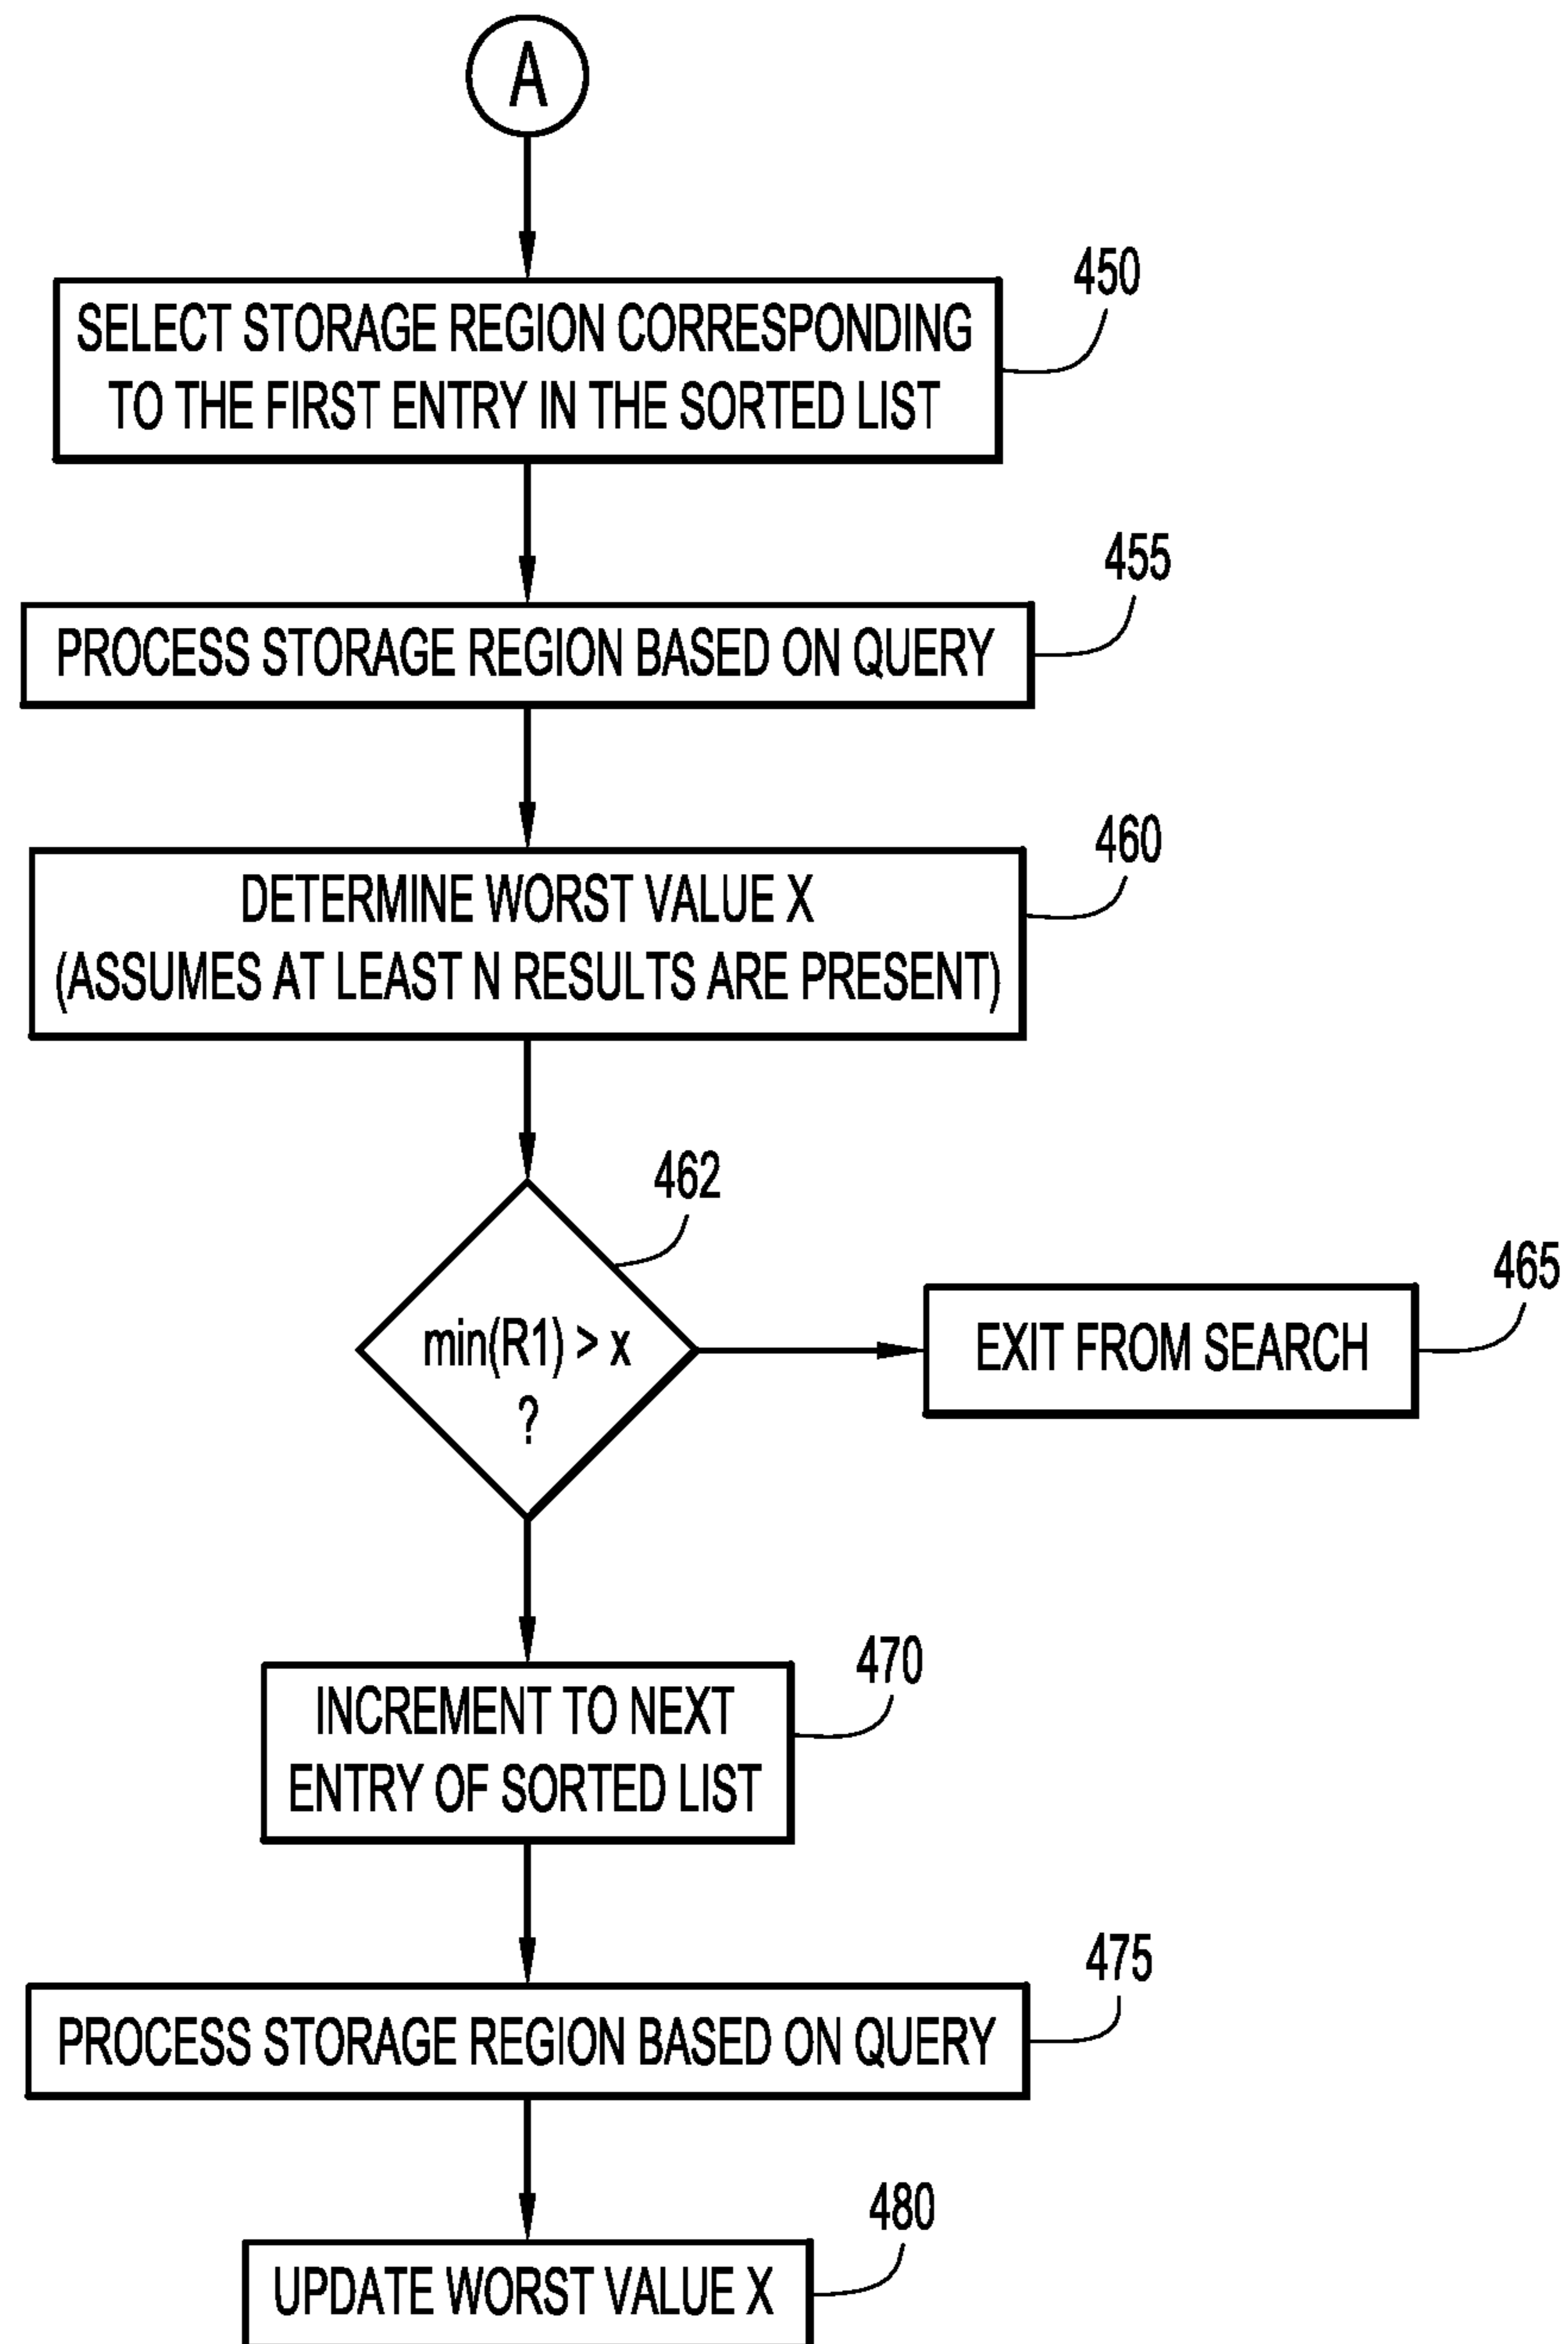 A
450
SELECT STORAGE REGION CORRESPONDING
TO THE FIRST ENTRY IN THE SORTED LIST
455
PROCESS STORAGE REGION BASED ON QUERY
460
DETERMINE WORST VALUE X
(ASSUMES AT LEAST N RESULTS ARE PRESENT)
462
min(R1) > x
?
465
EXIT FROM SEARCH
470
INCREMENT TO NEXT
ENTRY OF SORTED LIST
475
PROCESS STORAGE REGION BASED ON QUERY
480
UPDATE WORST VALUE X